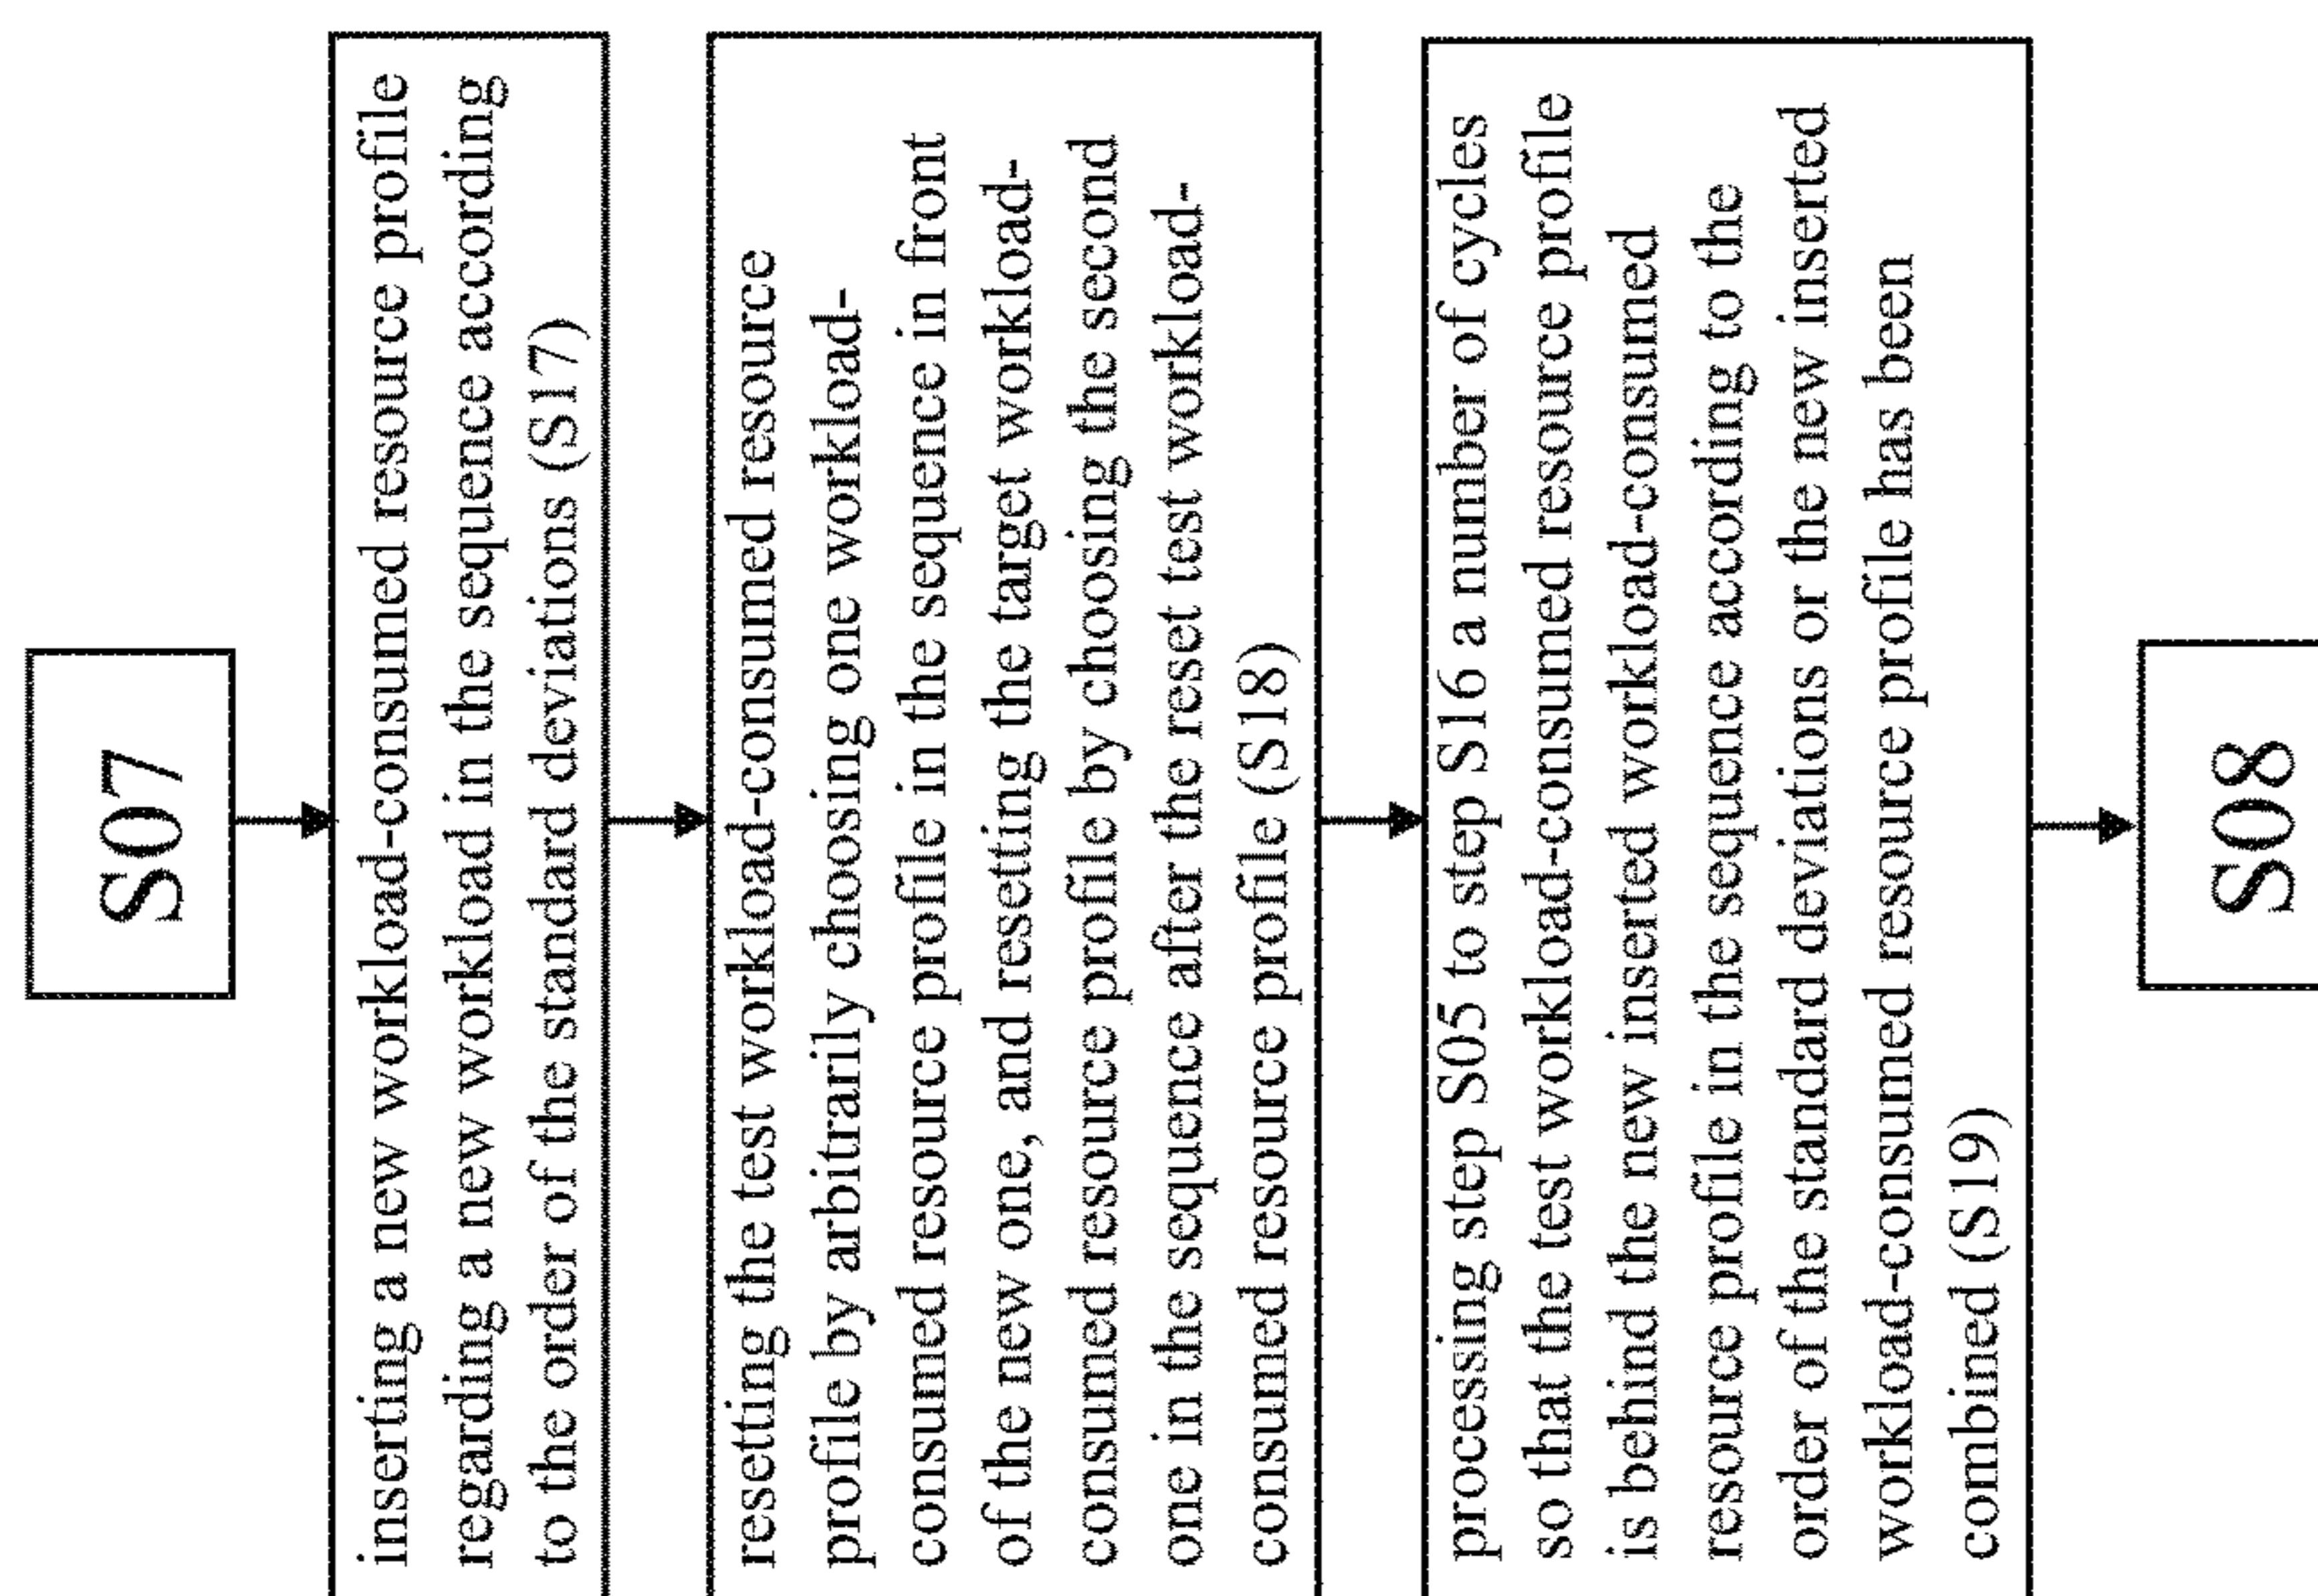 S07
inserting a new workload-consumed resource profile
regarding a new workload in the sequence according
to the order of the standard deviations (S17)
resetting the test workload-consumed resource
profile by arbitrarily choosing one workload-
consumed resource profile in the sequence in front
of the new one, and resetting the target workload-
consumed resource profile by choosing the second
one in the sequence after the reset test workload-
consumed resource profile (S18)
processing step S05 to step S16 a number of cycles
so that the test workload-consumed resource profile
is behind the new inserted workload-consumed
resource profile in the sequence according to the
order of the standard deviations or the new inserted
workload-consumed resource profile has been
combined (S19)
S08